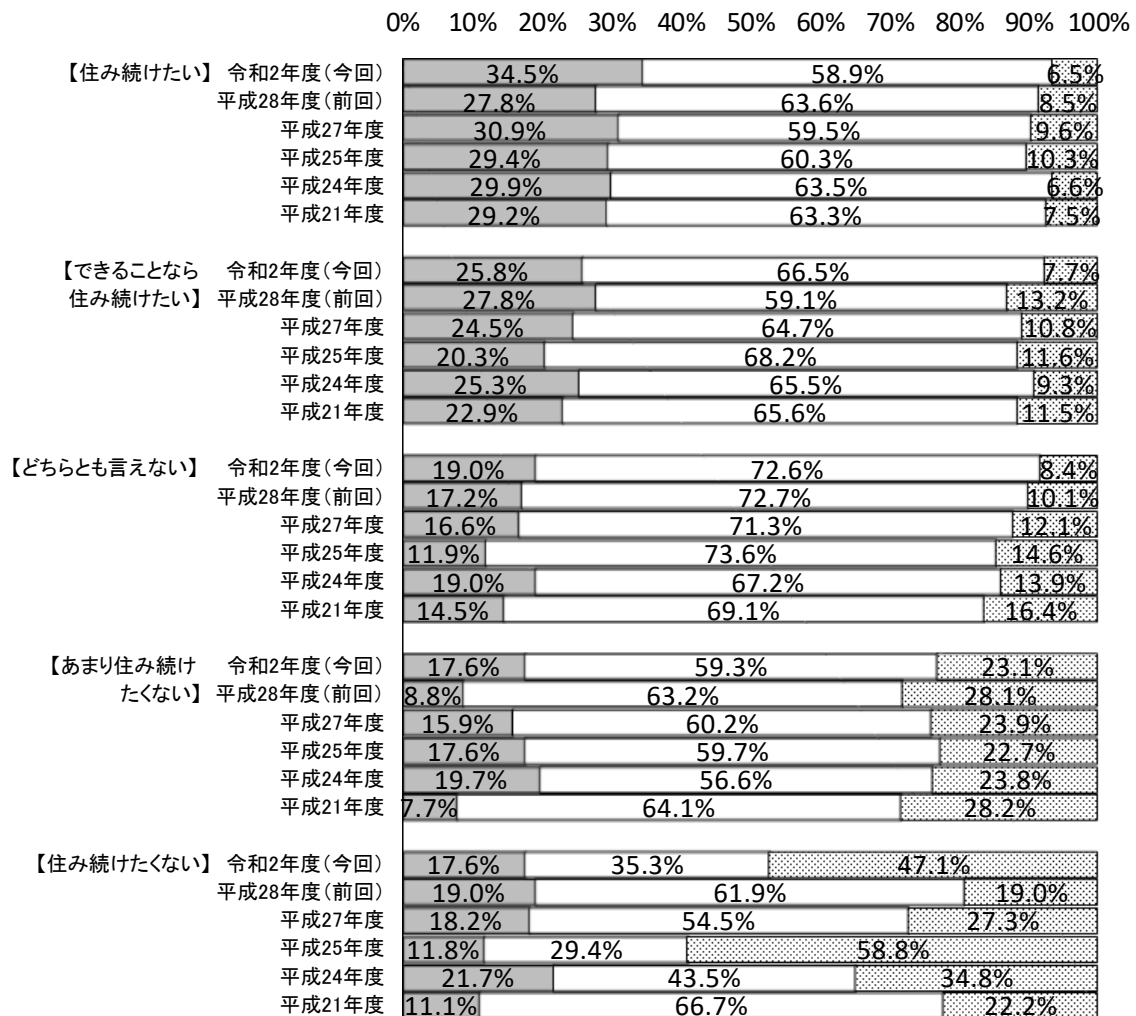 0% 10% 20% 30% 40% 50% 60% 70% 80% 90% 100%
【住み続けたい】 令和2年度(今回) 34.5% 58.9% 6.5%
平成28年度(前回) 27.8% 63.6% 8.5%
平成27年度 30.9% 59.5% 9.6%
平成25年度 29.4% 60.3% 10.3%
平成24年度 29.9% 63.5% 6.6%
平成21年度 29.2% 63.3% 7.5%
【できることなら 令和2年度(今回) 25.8% 66.5% 7.7%
住み続けたい】 平成28年度(前回) 27.8% 59.1% 13.2%
平成27年度 24.5% 64.7% 10.8%
平成25年度 20.3% 68.2% 11.6%
平成24年度 25.3% 65.5% 9.3%
平成21年度 22.9% 65.6% 11.5%
【どちらとも言えない】 令和2年度(今回) 19.0% 72.6% 8.4%
平成28年度(前回) 17.2% 72.7% 10.1%
平成27年度 16.6% 71.3% 12.1%
平成25年度 11.9% 73.6% 14.6%
平成24年度 19.0% 67.2% 13.9%
平成21年度 14.5% 69.1% 16.4%
【あまり住み続け 令和2年度(今回) 17.6% 59.3% 23.1%
たくない】 平成28年度(前回) 8.8% 63.2% 28.1%
平成27年度 15.9% 60.2% 23.9%
平成25年度 17.6% 59.7% 22.7%
平成24年度 19.7% 56.6% 23.8%
平成21年度 7.7% 64.1% 28.2%
【住み続けたくない】 令和2年度(今回) 17.6% 35.3% 47.1%
平成28年度(前回) 19.0% 61.9% 19.0%
平成27年度 18.2% 54.5% 27.3%
平成25年度 11.8% 29.4% 58.8%
平成24年度 21.7% 43.5% 34.8%
平成21年度 11.1% 66.7% 22.2%